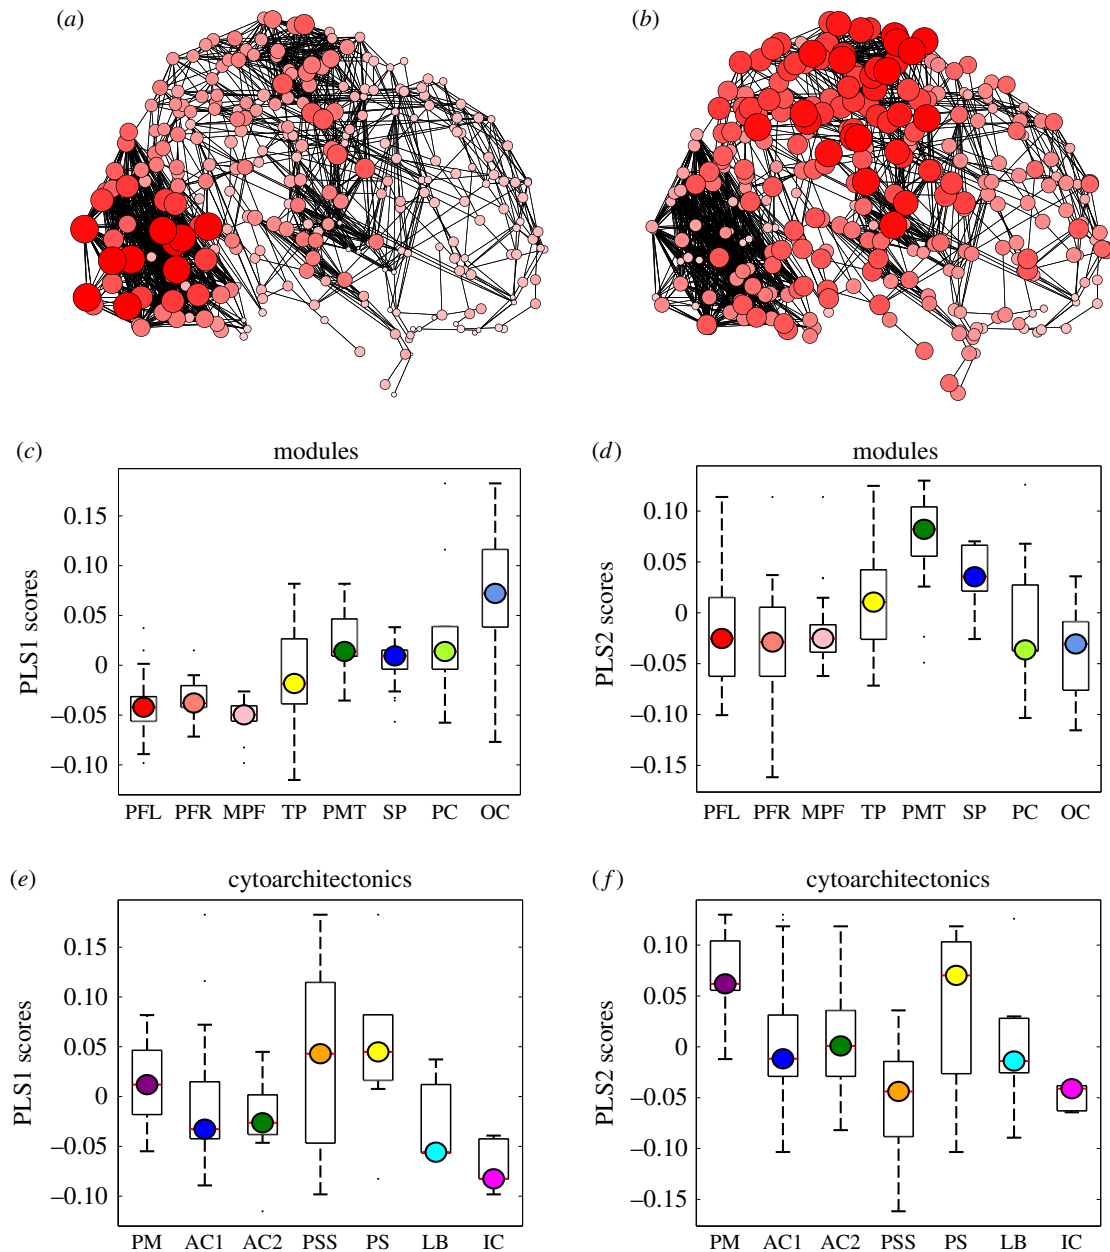 (a)
(b)
(c)
modules
PLS1 scores
0.15
0.10
0.05
0
–0.05
–0.10
PFL PFR MPF TP PMT SP PC OC
(d)
modules
PLS2 scores
0.10
0.05
0
–0.05
–0.10
–0.15
PFL PFR MPF TP PMT SP PC OC
(e)
cytoarchitectonics
PLS1 scores
0.15
0.10
0.05
0
–0.05
–0.10
PM AC1 AC2 PSS PS LB IC
(f)
cytoarchitectonics
PLS2 scores
0.10
0.05
0
–0.05
–0.10
–0.15
PM AC1 AC2 PSS PS LB IC